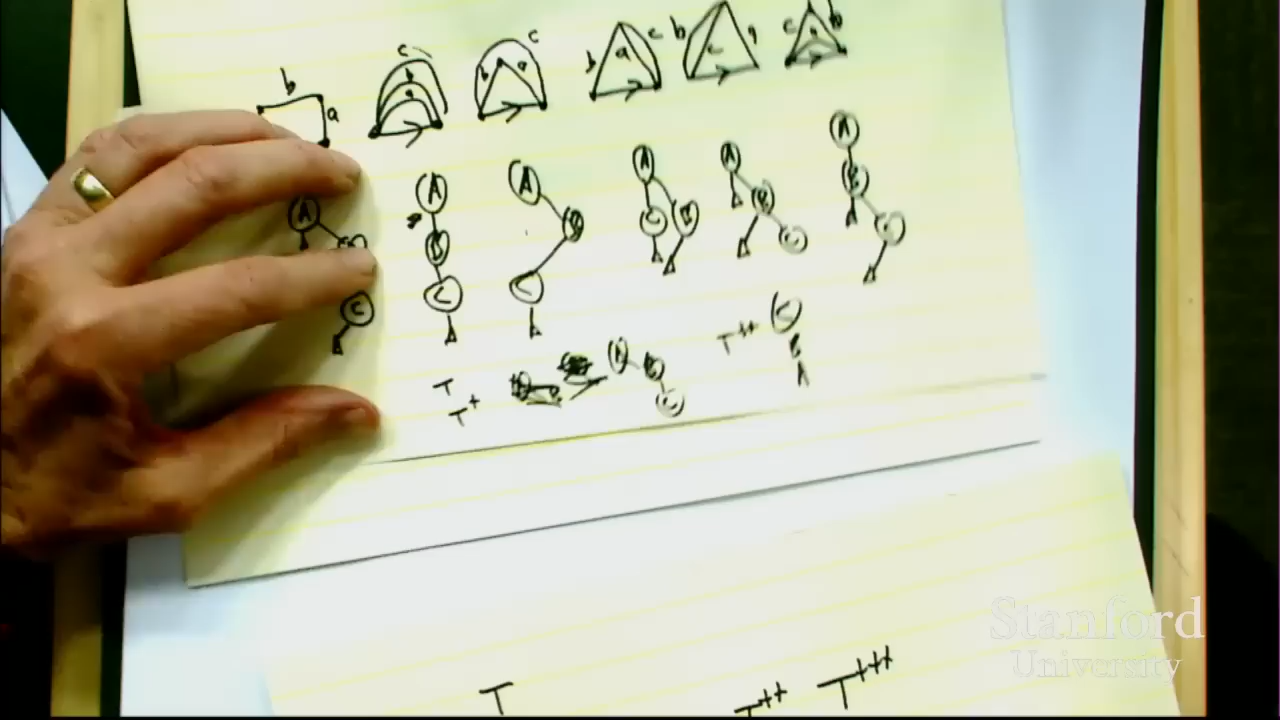 b c b c b a a b c a c b
b a b a a c a
A A A A A A
B B C B B B
C C C C C
T T++ C
T+ A B C B
A
Stanford
University
T T++ T+++